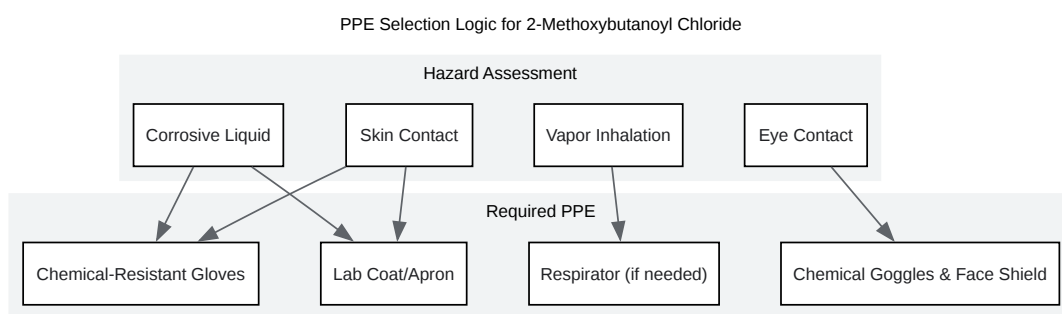 PPE Selection Logic for 2-Methoxybutanoyl Chloride
Hazard Assessment
Corrosive Liquid
Skin Contact
Vapor Inhalation
Eye Contact
Required PPE
Chemical-Resistant Gloves
Lab Coat/Apron
Respirator (if needed)
Chemical Goggles & Face Shield